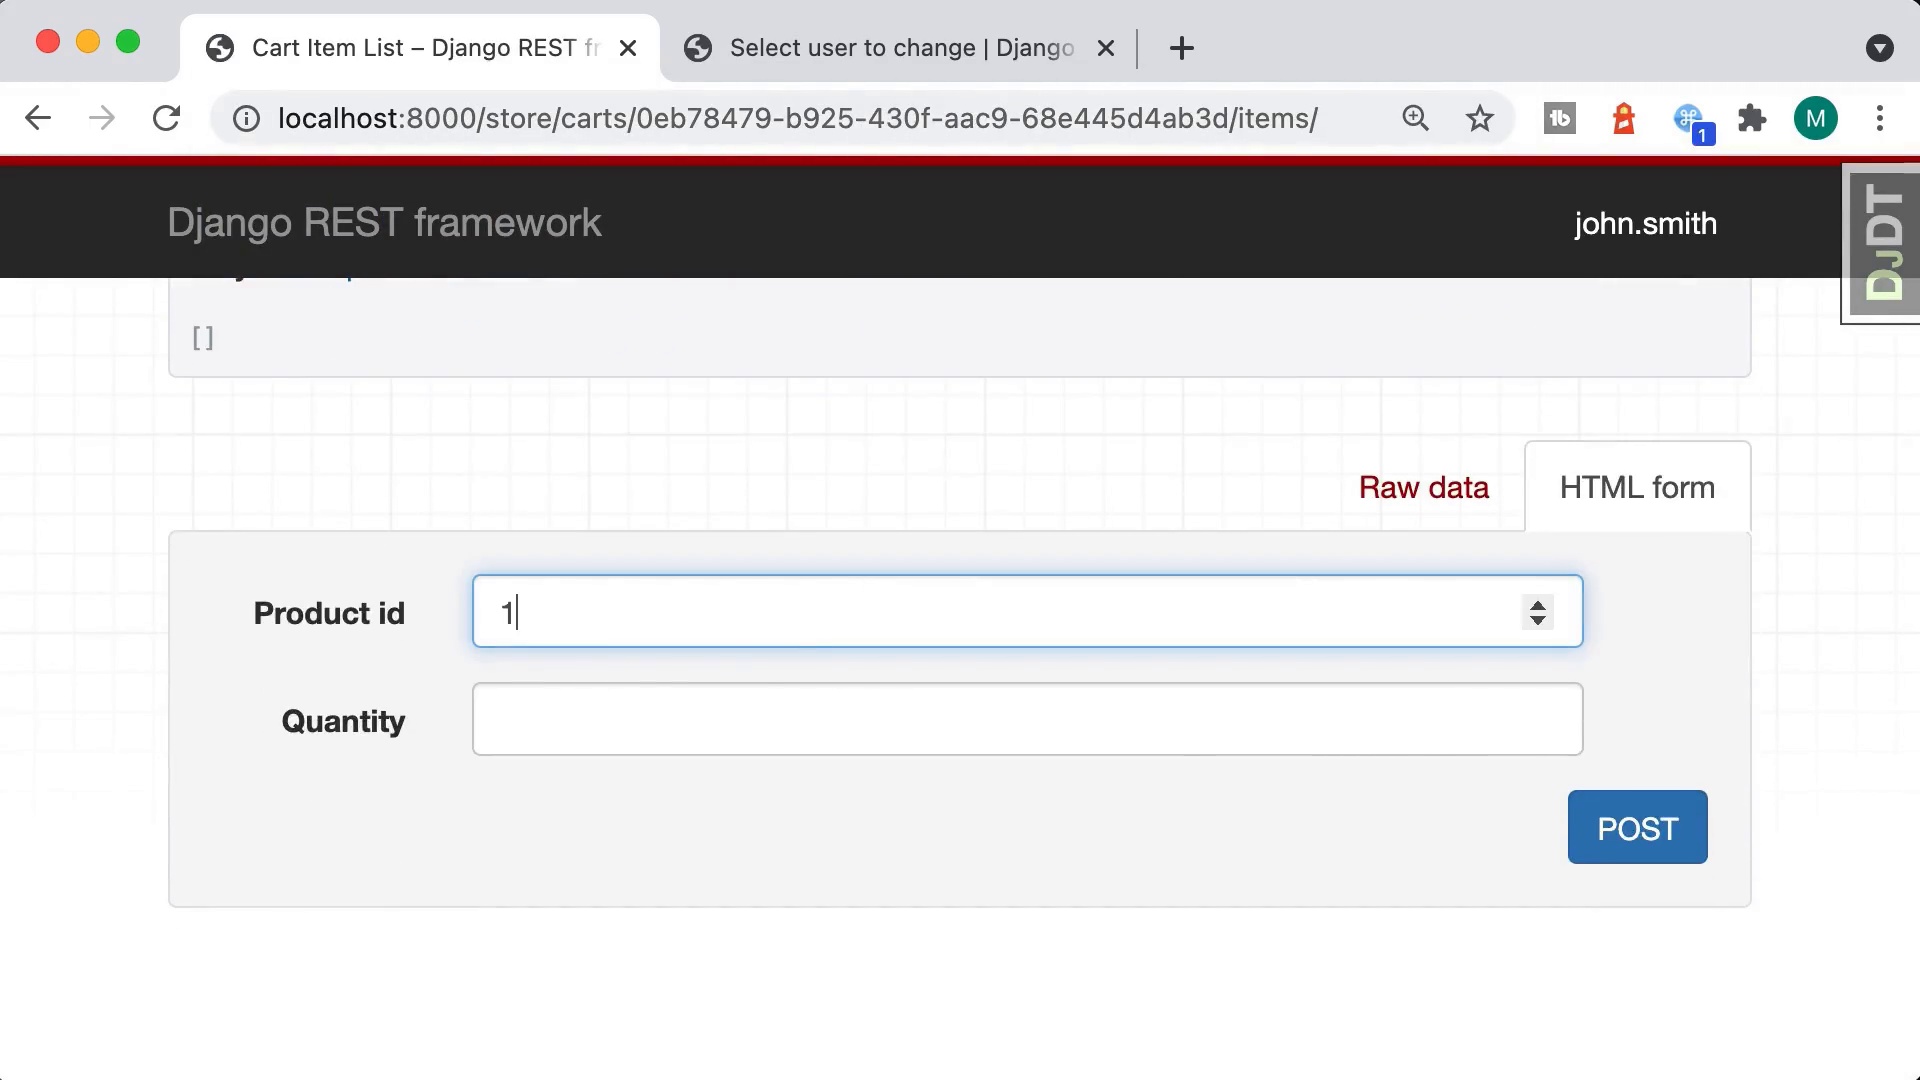 Cart Item List – Django REST fr
Select user to change | Django
localhost:8000/store/carts/0eb78479-b925-430f-aac9-68e445d4ab3d/items/
1
M
Django REST framework
john.smith
DJDT
[]
Raw data
HTML form
Product id
1
Quantity
POST